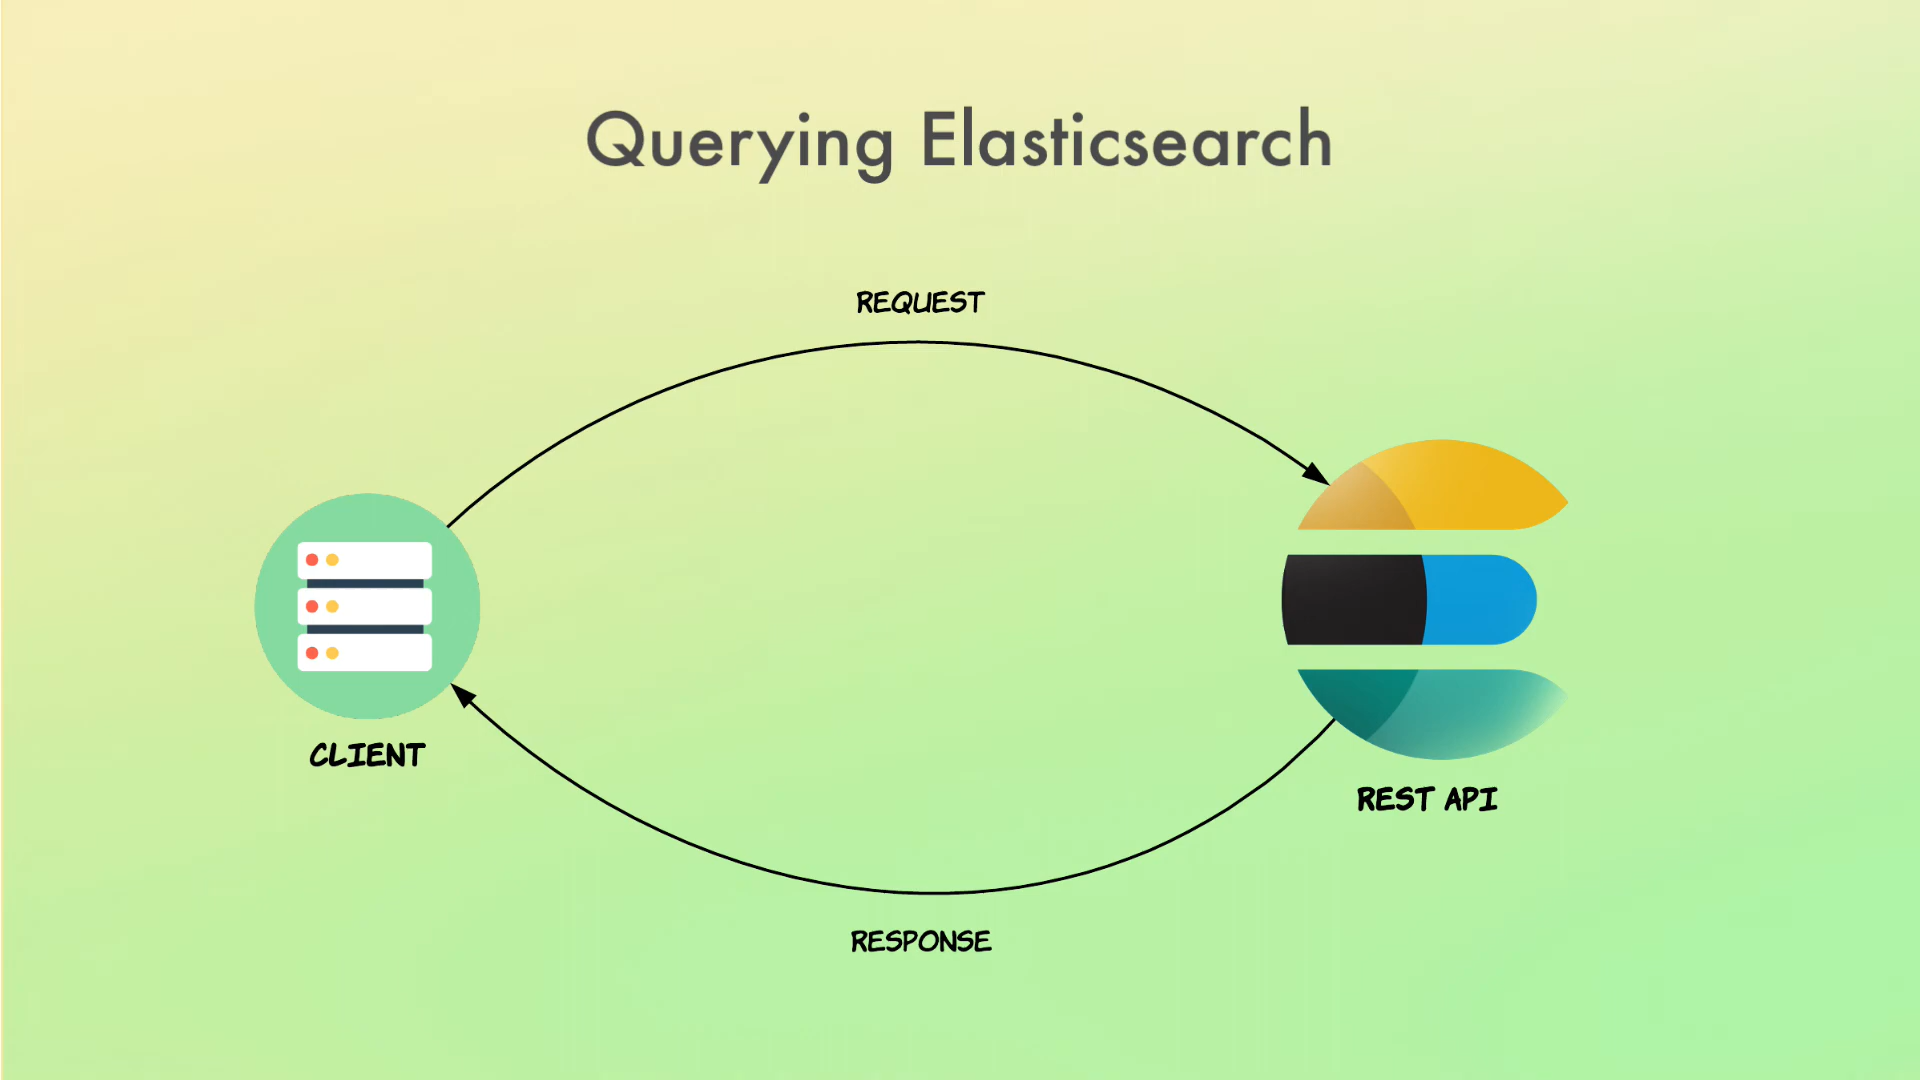 Querying Elasticsearch
REQUEST
CLIENT
REST API
RESPONSE